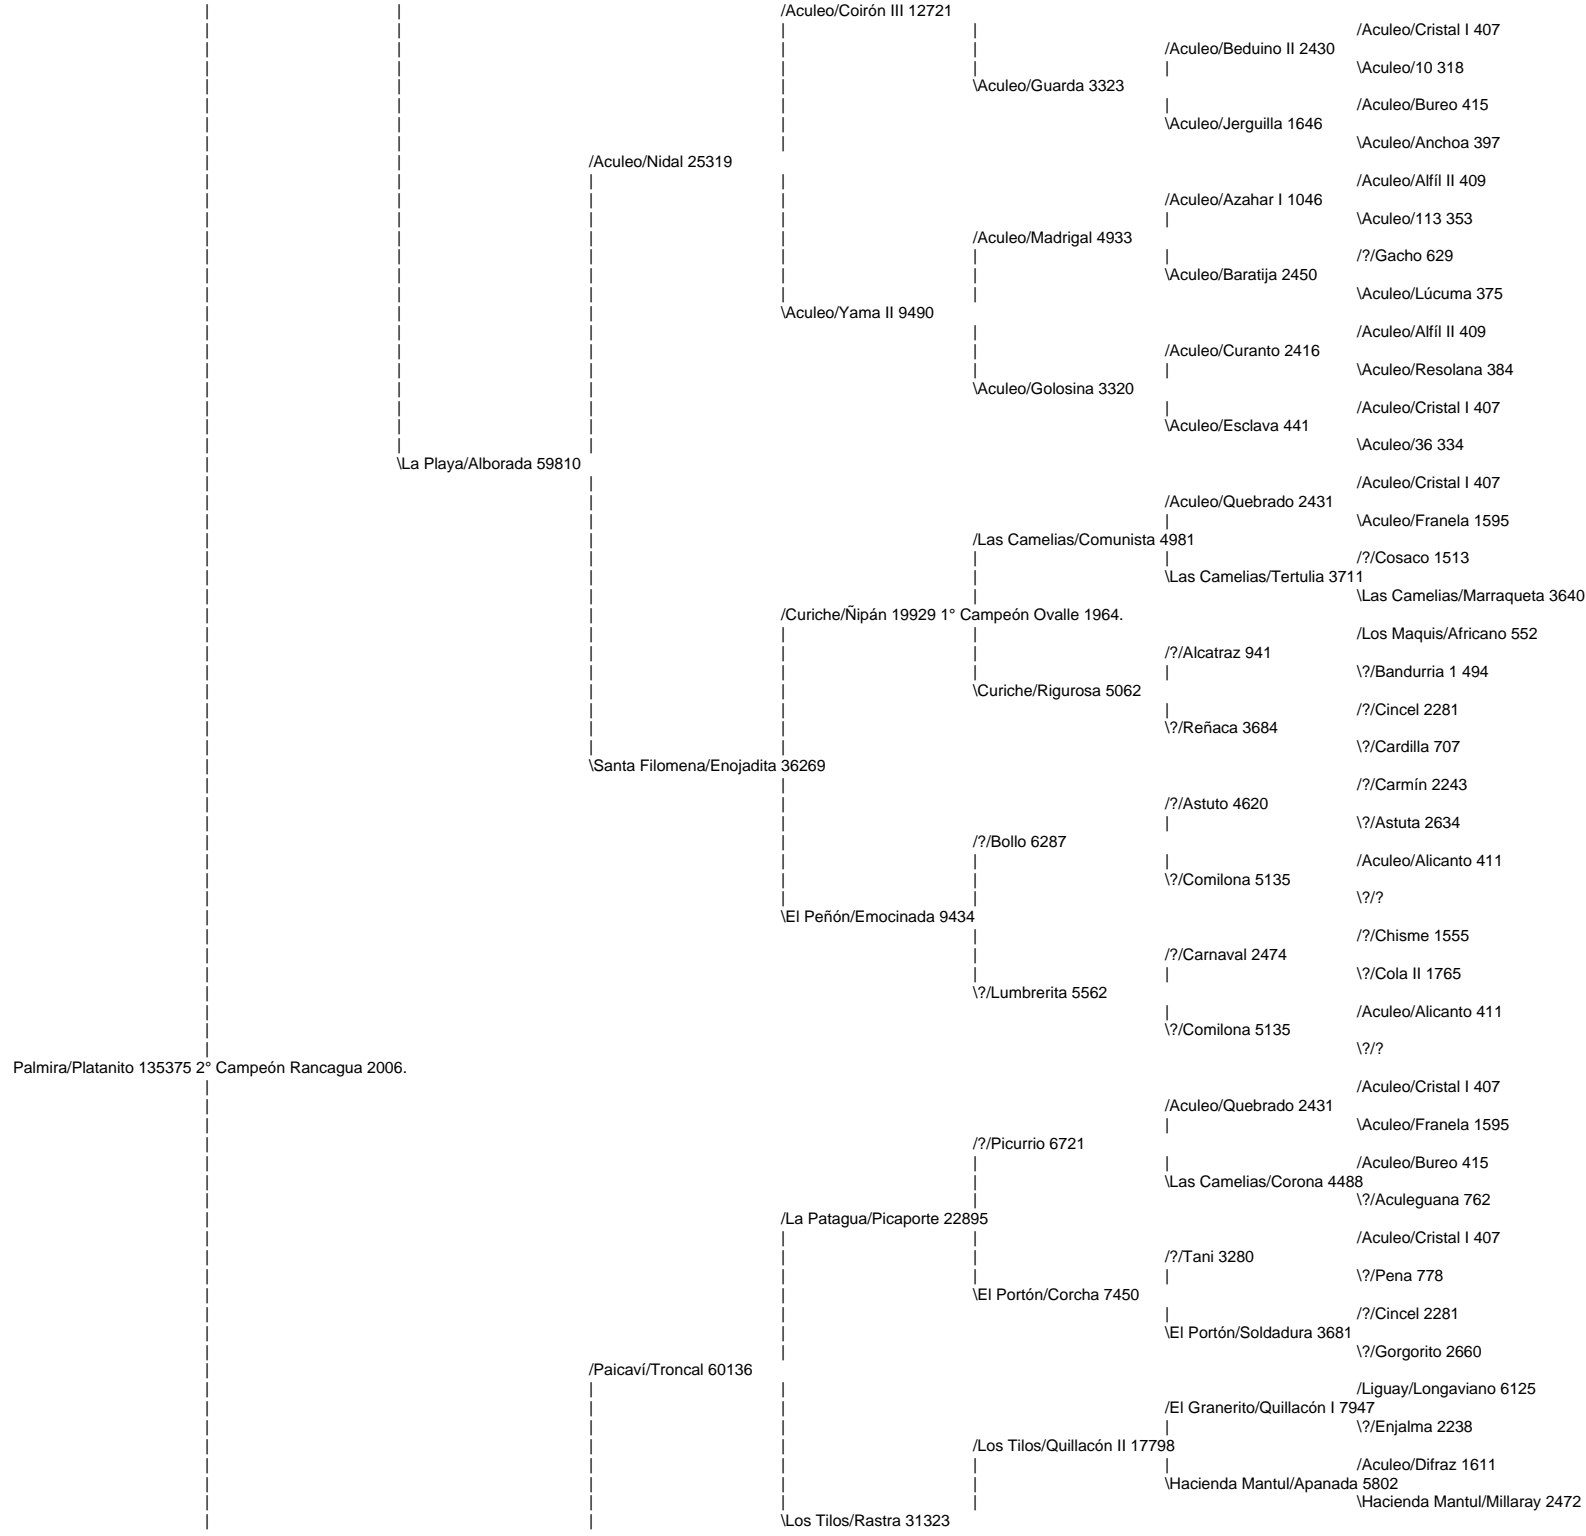 /Aculeo/Coirón III 12721
/Aculeo/Cristal I 407
/Aculeo/Beduino II 2430
\Aculeo/10 318
\Aculeo/Guarda 3323
/Aculeo/Bureo 415
\Aculeo/Jerguilla 1646
\Aculeo/Anchoa 397
/Aculeo/Nidal 25319
/Aculeo/Alfíl II 409
/Aculeo/Azahar I 1046
\Aculeo/113 353
/Aculeo/Madrigal 4933
/?/Gacho 629
\Aculeo/Baratija 2450
\Aculeo/Lúcuma 375
\Aculeo/Yama II 9490
/Aculeo/Alfíl II 409
/Aculeo/Curanto 2416
\Aculeo/Resolana 384
\Aculeo/Golosina 3320
/Aculeo/Cristal I 407
\Aculeo/Esclava 441
\Aculeo/36 334
\La Playa/Alborada 59810
/Aculeo/Cristal I 407
/Aculeo/Quebrado 2431
\Aculeo/Franela 1595
/Las Camelias/Comunista 4981
/?/Cosaco 1513
\Las Camelias/Tertulia 3711
\Las Camelias/Marraqueta 3640
/Curiche/Ñipán 19929 1° Campeón Ovalle 1964.
/Los Maquis/Africano 552
/?/Alcatraz 941
\?/Bandurria 1 494
\Curiche/Rigurosa 5062
/?/Cincel 2281
\?/Reñaca 3684
\?/Cardilla 707
\Santa Filomena/Enojadita 36269
/?/Carmín 2243
/?/Astuto 4620
\?/Astuta 2634
/?/Bollo 6287
/Aculeo/Alicanto 411
\?/Comilona 5135
\?/?
\El Peñón/Emocinada 9434
/?/Chisme 1555
/?/Carnaval 2474
\?/Cola II 1765
\?/Lumbrerita 5562
/Aculeo/Alicanto 411
\?/Comilona 5135
\?/?
Palmira/Platanito 135375 2° Campeón Rancagua 2006.
/Aculeo/Cristal I 407
/Aculeo/Quebrado 2431
\Aculeo/Franela 1595
/?/Picurrio 6721
/Aculeo/Bureo 415
\Las Camelias/Corona 4488
\?/Aculeguana 762
/La Patagua/Picaporte 22895
/Aculeo/Cristal I 407
/?/Tani 3280
\?/Pena 778
\El Portón/Corcha 7450
/?/Cincel 2281
\El Portón/Soldadura 3681
\?/Gorgorito 2660
/Paicaví/Troncal 60136
/Liguay/Longaviano 6125
/El Granerito/Quillacón I 7947
\?/Enjalma 2238
/Los Tilos/Quillacón II 17798
/Aculeo/Difraz 1611
\Hacienda Mantul/Apanada 5802
\Hacienda Mantul/Millaray 2472
\Los Tilos/Rastra 31323